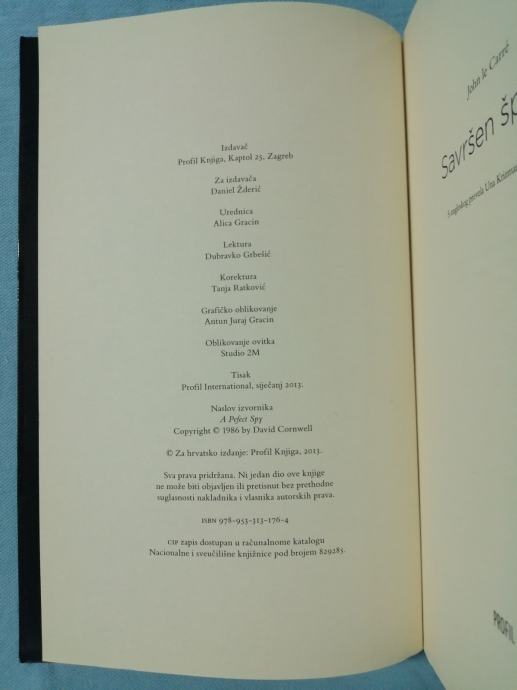 Izdavač
Profil Knjiga, Kaptol 25, Zagreb
Za izdavača
Daniel Žderić
Urednica
Alica Gracin
Lektura
Dubravko Grbešić
Korektura
Tanja Ratković
Grafičko oblikovanje
Antun Juraj Gracin
Oblikovanje ovitka
Studio 2M
Tisak
Profil International, siječanj 2013.
Naslov izvornika
A Pefect Spy
Copyright © 1986 by David Cornwell
© Za hrvatsko izdanje: Profil Knjiga, 2013.
Sva prava pridržana. Ni jedan dio ove knjige
ne može biti objavljen ili pretisnut bez prethodne
suglasnosti nakladnika i vlasnika autorskih prava.
ISBN 978-953-313-176-4
CIP zapis dostupan u računalnome katalogu
Nacionalne i sveučilišne knjižnice pod brojem 829285.
John le Carré
Savršen šp
S engleskog prevela Una
PROFIL